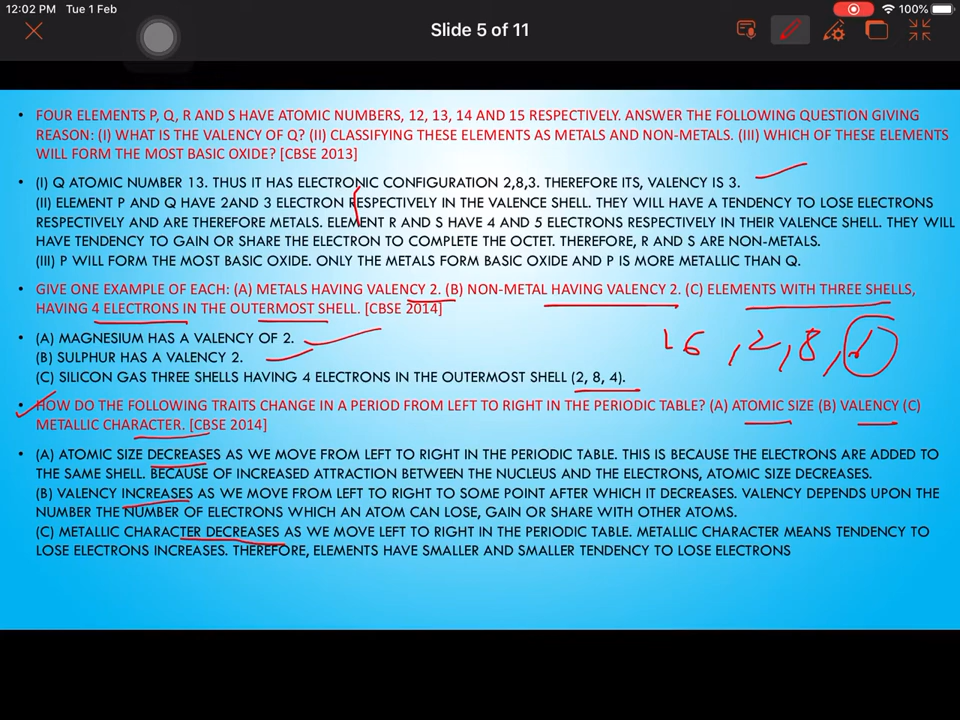 12:02 PM Tue 1 Feb 100%
Slide 5 of 11
• FOUR ELEMENTS P, Q, R AND S HAVE ATOMIC NUMBERS, 12, 13, 14 AND 15 RESPECTIVELY. ANSWER THE FOLLOWING QUESTION GIVING
REASON: (I) WHAT IS THE VALENCY OF Q? (II) CLASSIFYING THESE ELEMENTS AS METALS AND NON-METALS. (III) WHICH OF THESE ELEMENTS
WILL FORM THE MOST BASIC OXIDE? [CBSE 2013]
• (I) Q ATOMIC NUMBER 13. THUS IT HAS ELECTRONIC CONFIGURATION 2,8,3. THEREFORE ITS, VALENCY IS 3.
(II) ELEMENT P AND Q HAVE 2AND 3 ELECTRON RESPECTIVELY IN THE VALENCE SHELL. THEY WILL HAVE A TENDENCY TO LOSE ELECTRONS
RESPECTIVELY AND ARE THEREFORE METALS. ELEMENT R AND S HAVE 4 AND 5 ELECTRONS RESPECTIVELY IN THEIR VALENCE SHELL. THEY WILL
HAVE TENDENCY TO GAIN OR SHARE THE ELECTRON TO COMPLETE THE OCTET. THEREFORE, R AND S ARE NON-METALS.
(III) P WILL FORM THE MOST BASIC OXIDE. ONLY THE METALS FORM BASIC OXIDE AND P IS MORE METALLIC THAN Q.
• GIVE ONE EXAMPLE OF EACH: (A) METALS HAVING VALENCY 2. (B) NON-METAL HAVING VALENCY 2. (C) ELEMENTS WITH THREE SHELLS,
HAVING 4 ELECTRONS IN THE OUTERMOST SHELL. [CBSE 2014]
• (A) MAGNESIUM HAS A VALENCY OF 2.
(B) SULPHUR HAS A VALENCY 2.
16, 2, 8,
(C) SILICON GAS THREE SHELLS HAVING 4 ELECTRONS IN THE OUTERMOST SHELL (2, 8, 4).
• HOW DO THE FOLLOWING TRAITS CHANGE IN A PERIOD FROM LEFT TO RIGHT IN THE PERIODIC TABLE? (A) ATOMIC SIZE (B) VALENCY (C)
METALLIC CHARACTER. [CBSE 2014]
• (A) ATOMIC SIZE DECREASES AS WE MOVE FROM LEFT TO RIGHT IN THE PERIODIC TABLE. THIS IS BECAUSE THE ELECTRONS ARE ADDED TO
THE SAME SHELL. BECAUSE OF INCREASED ATTRACTION BETWEEN THE NUCLEUS AND THE ELECTRONS, ATOMIC SIZE DECREASES.
(B) VALENCY INCREASES AS WE MOVE FROM LEFT TO RIGHT TO SOME POINT AFTER WHICH IT DECREASES. VALENCY DEPENDS UPON THE
NUMBER THE NUMBER OF ELECTRONS WHICH AN ATOM CAN LOSE, GAIN OR SHARE WITH OTHER ATOMS.
(C) METALLIC CHARACTER DECREASES AS WE MOVE LEFT TO RIGHT IN THE PERIODIC TABLE. METALLIC CHARACTER MEANS TENDENCY TO
LOSE ELECTRONS INCREASES. THEREFORE, ELEMENTS HAVE SMALLER AND SMALLER TENDENCY TO LOSE ELECTRONS